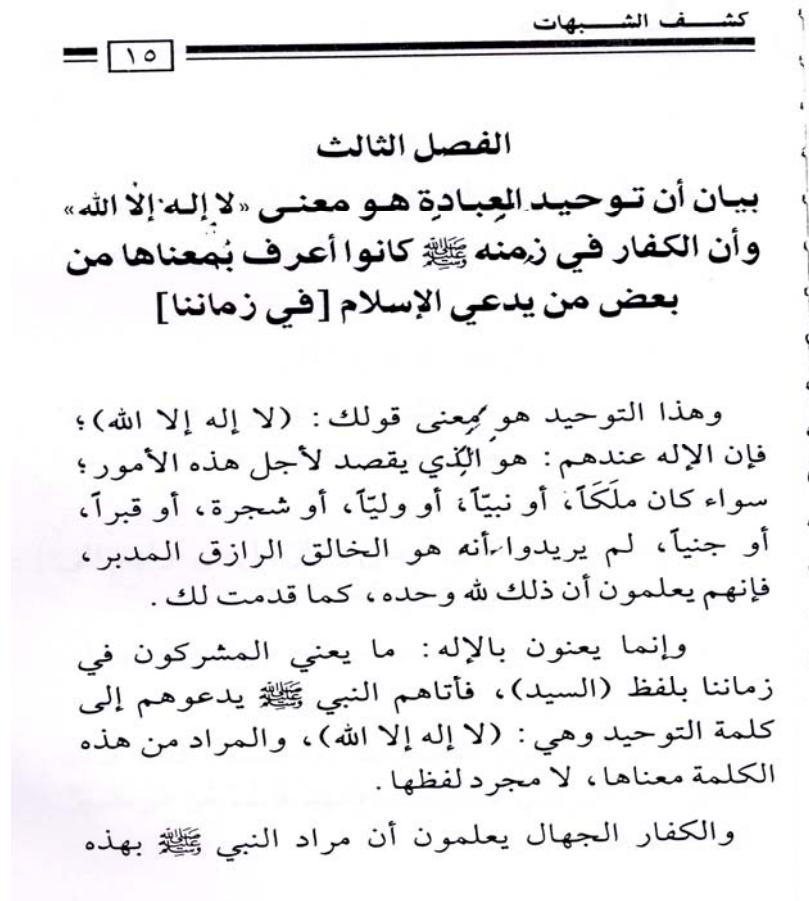 كشف الشبهات
١٥
الفصل الثالث
بيان أن توحيد العبادة هو معنى «لا إله إلا الله»
وأن الكفار في زمنه ﷺ كانوا أعرف بمعناها من
بعض من يدعي الإسلام [في زماننا]
وهذا التوحيد هو معنى قولك: (لا إله إلا الله)؛
فإن الإله عندهم: هو الذي يقصد لأجل هذه الأمور؛
سواء كان ملَكَاً، أو نبيّاً، أو وليّاً، أو شجرة، أو قبراً،
أو جنياً، لم يريدوا أنه هو الخالق الرازق المدبر،
فإنهم يعلمون أن ذلك لله وحده، كما قدمت لك.
وإنما يعنون بالإله: ما يعني المشركون في
زماننا بلفظ (السيد)، فأتاهم النبي ﷺ يدعوهم إلى
كلمة التوحيد وهي: (لا إله إلا الله)، والمراد من هذه
الكلمة معناها، لا مجرد لفظها.
والكفار الجهال يعلمون أن مراد النبي ﷺ بهذه